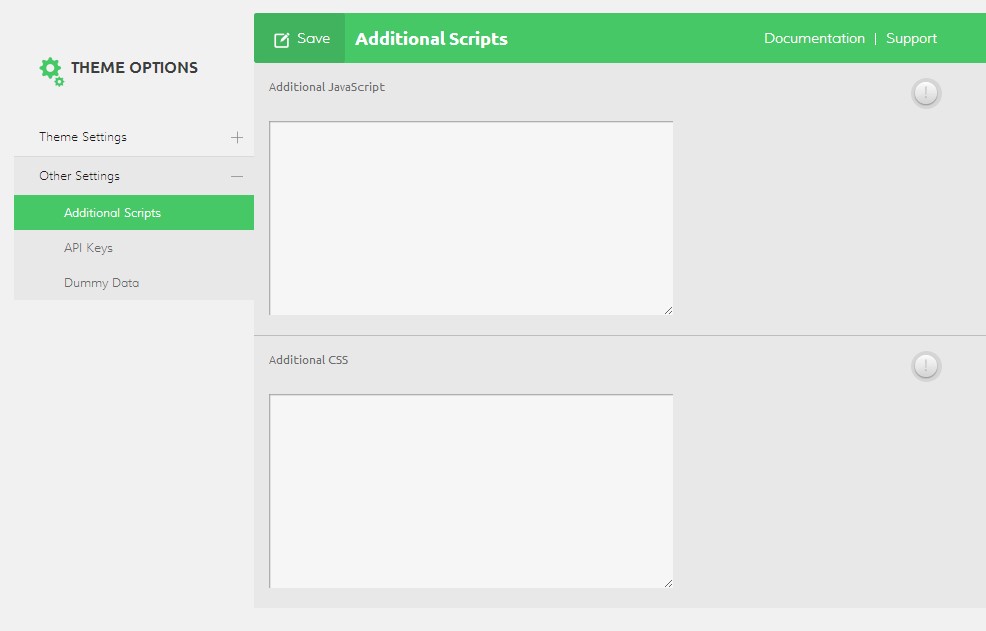 Save
Additional Scripts
Documentation | Support
THEME OPTIONS
Theme Settings
Other Settings
Additional Scripts
API Keys
Dummy Data
Additional JavaScript
!
Additional CSS
!